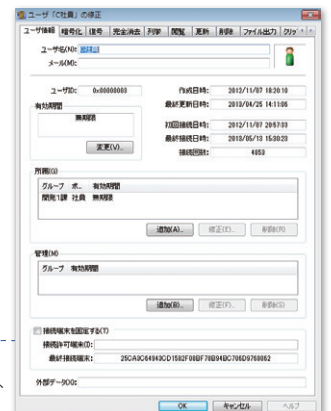 ユーザ「C社員」の修正
ユーザ情報 暗号化 復号 完全消去 列挙 閲覧 更新 削除 ファイル出力 クリッ
ユーザ名(N):
メール(M):
ユーザID: 0x00000003
作成日時: 2012/11/07 18:20:10
最終更新日時: 2013/04/25 14:11:06
有効期間
無期限
変更(V)...
初回接続日時: 2012/11/07 20:57:03
最終接続日時: 2013/05/13 15:30:23
接続回数: 4053
所属(G)
グループ ポ.. 有効期間
開発1課 社員 無期限
追加(A)... 修正(E)... 削除(R)
管理(M)
グループ 有効期間
追加(B)... 修正(F)... 削除(S)
接続端末を固定する(T)
接続許可端末(D):
最終接続端末:
外部データ(X):
OK キャンセル ヘルプ